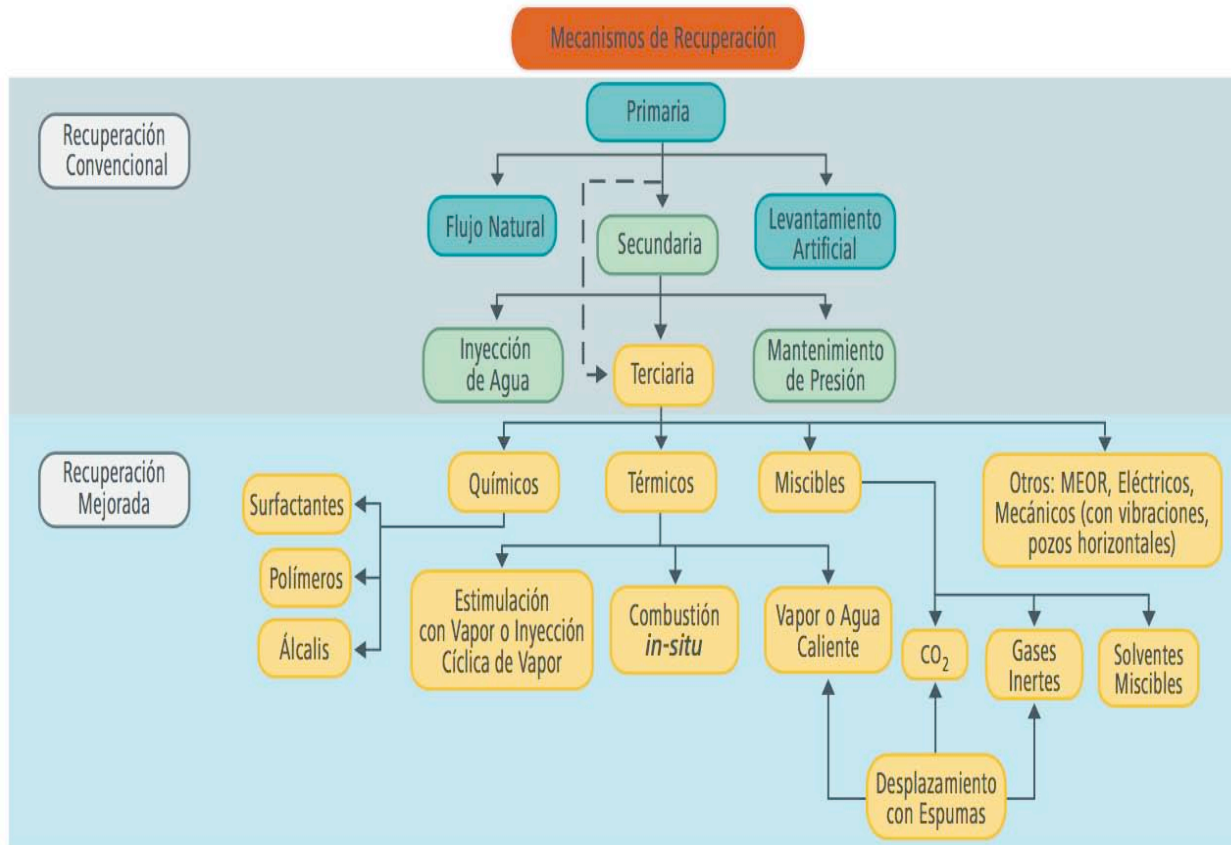 Mecanismos de Recuperación
Recuperación
Convencional
Primaria
Flujo Natural
Secundaria
Levantamiento
Artificial
Inyección
de Agua
Terciaria
Mantenimiento
de Presión
Recuperación
Mejorada
Químicos
Térmicos
Miscibles
Otros: MEOR, Eléctricos,
Mecánicos (con vibraciones,
pozos horizontales)
Surfactantes
Polímeros
Álcalis
Estimulación
con Vapor o Inyección
Cíclica de Vapor
Combustión
in-situ
Vapor o Agua
Caliente
CO₂
Gases
Inertes
Solventes
Miscibles
Desplazamiento
con Espumas